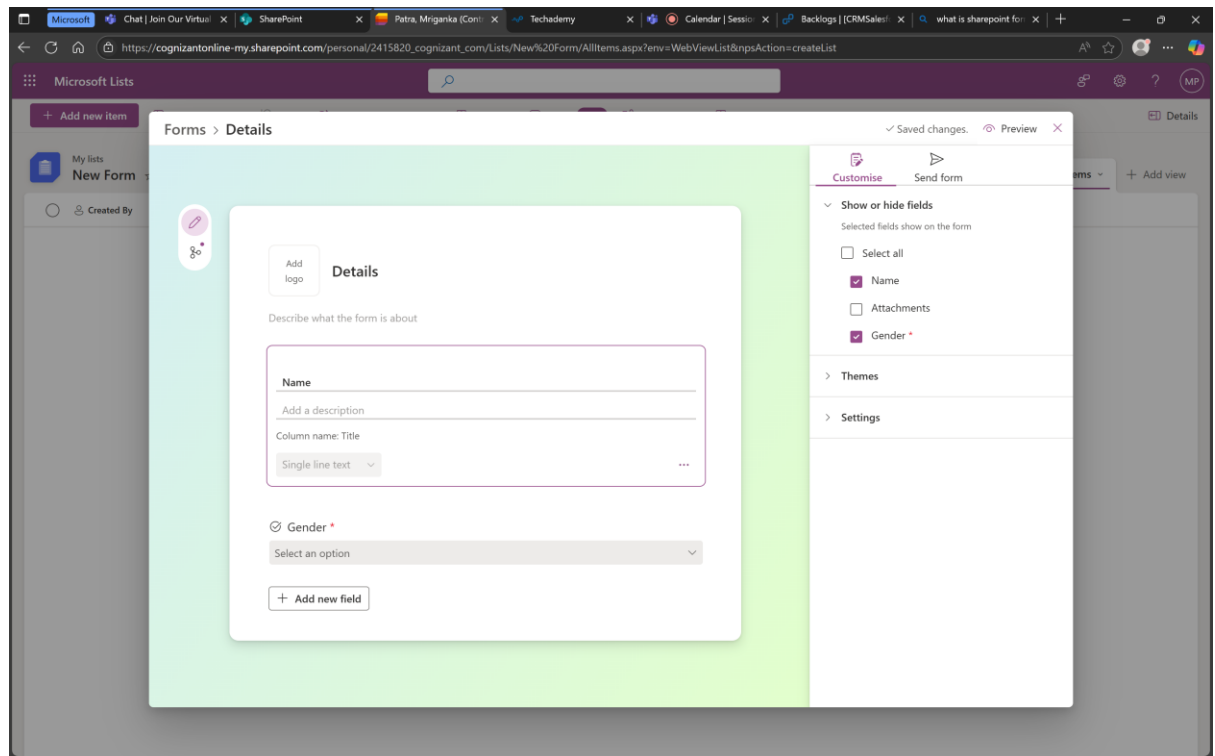 Microsoft
Chat | Join Our Virtual
SharePoint
Patra, Mriganka (Contr
Techademy
Calendar | Session
Backlogs | [CRMSalesf
what is sharepoint for
https://cognizantonline-my.sharepoint.com/personal/2415820_cognizant_com/Lists/New%20Form/AllItems.aspx?env=WebViewList&npsAction=createList
Microsoft Lists
MP
+ Add new item
Details
Forms > Details
Saved changes.
Preview
My lists
New Form
Customise
Send form
ems
+ Add view
Created By
Show or hide fields
Selected fields show on the form
Select all
Name
Attachments
Gender *
Themes
Settings
Add
logo
Details
Describe what the form is about
Name
Add a description
Column name: Title
Single line text
Gender *
Select an option
+ Add new field